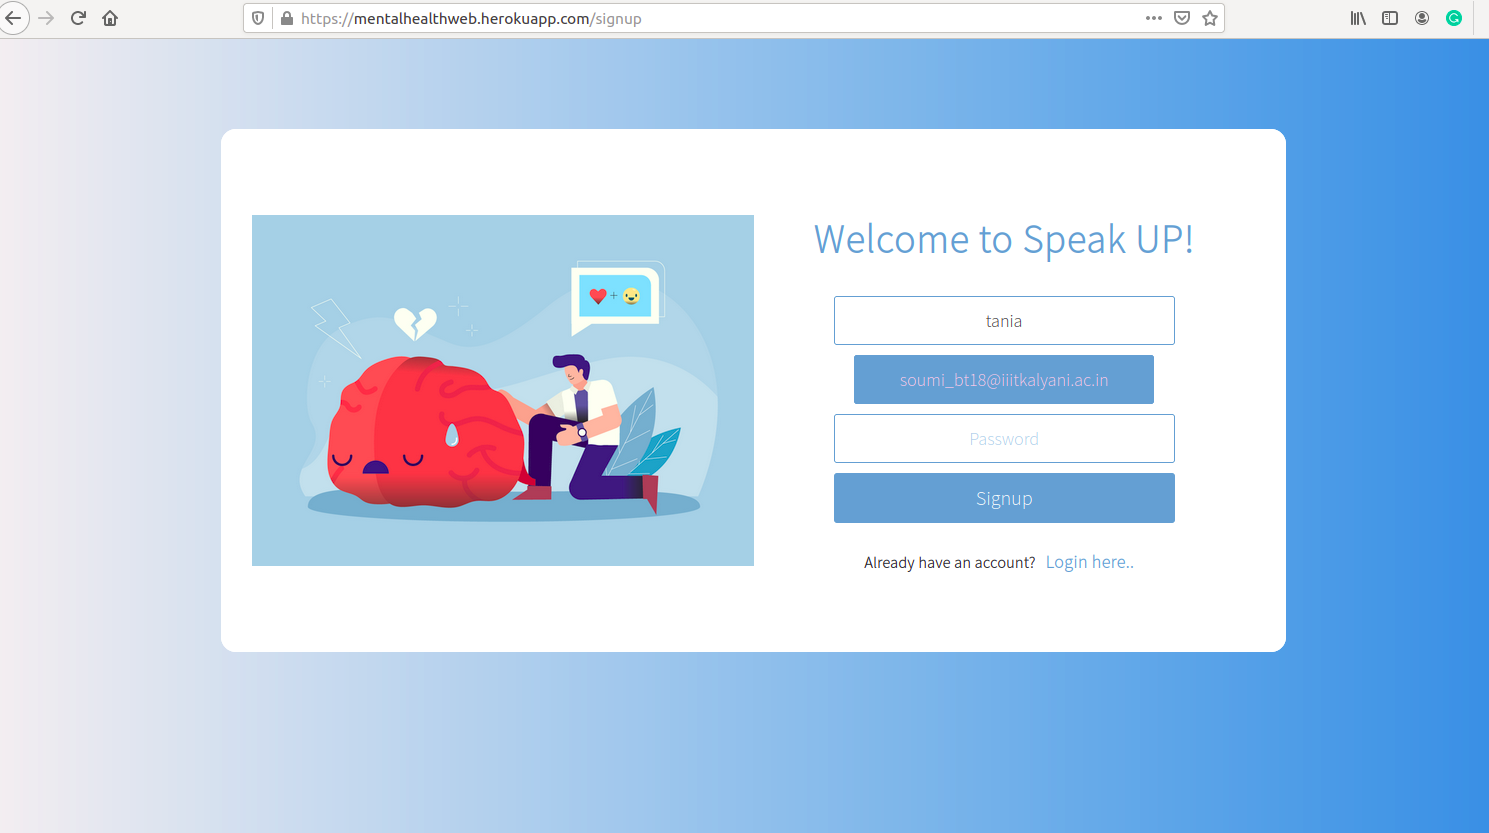 https://mentalhealthweb.herokuapp.com/signup
Welcome to Speak UP!
tania
soumi_bt18@iiitkalyani.ac.in
Password
Signup
Already have an account? Login here..